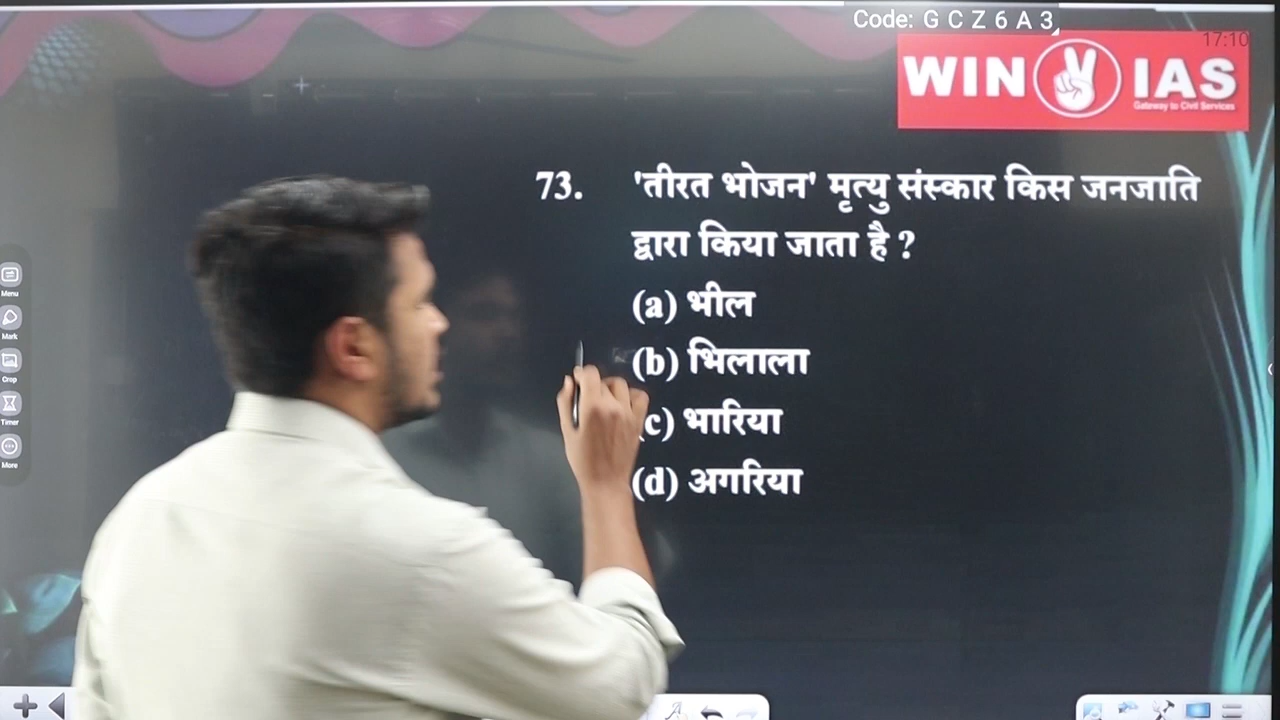 Code: G C Z 6 A 3
17:10
WIN IAS
Gateway to Civil Services
73. 'तीरत भोजन' मृत्यु संस्कार किस जनजाति
द्वारा किया जाता है ?
(a) भील
(b) भिलाला
(c) भारिया
(d) अगरिया
Menu
Mark
Crop
Timer
More